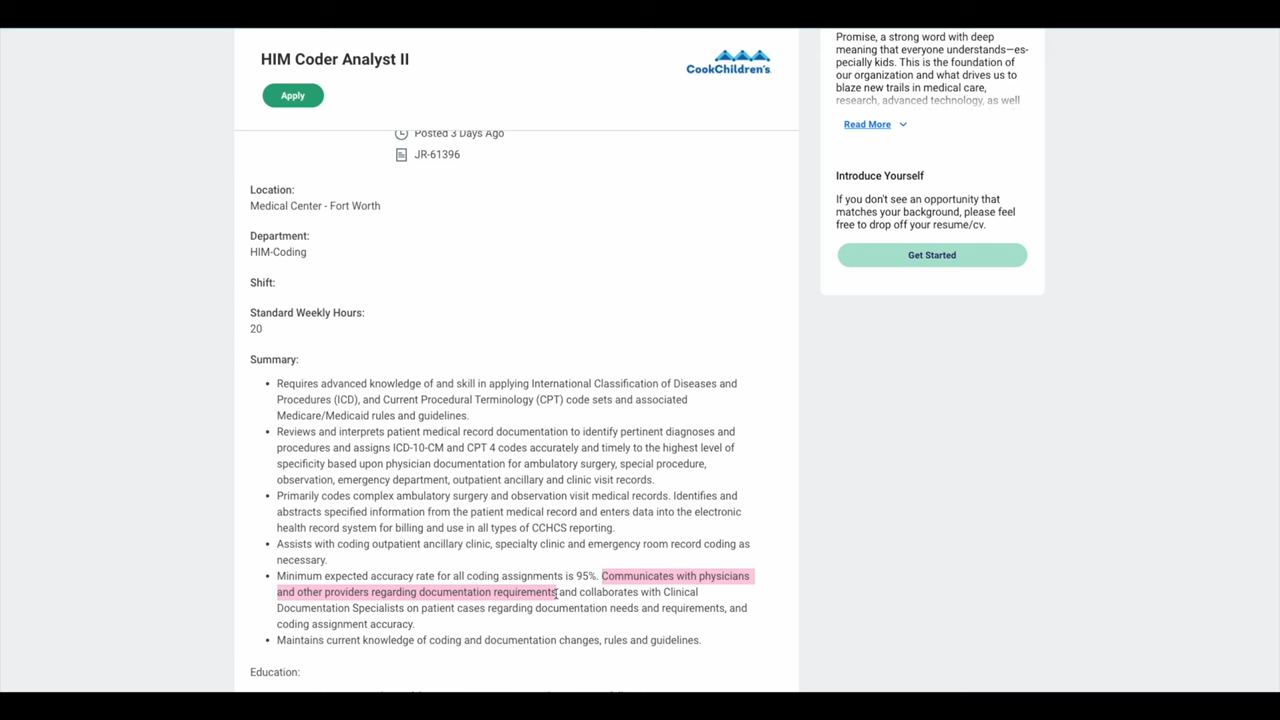 HIM Coder Analyst II
CookChildren's
Apply
Posted 3 Days Ago
JR-61396
Location:
Medical Center - Fort Worth
Department:
HIM-Coding
Shift:
Standard Weekly Hours:
20
Summary:
• Requires advanced knowledge of and skill in applying International Classification of Diseases and
Procedures (ICD), and Current Procedural Terminology (CPT) code sets and associated
Medicare/Medicaid rules and guidelines.
• Reviews and interprets patient medical record documentation to identify pertinent diagnoses and
procedures and assigns ICD-10-CM and CPT 4 codes accurately and timely to the highest level of
specificity based upon physician documentation for ambulatory surgery, special procedure,
observation, emergency department, outpatient ancillary and clinic visit records.
• Primarily codes complex ambulatory surgery and observation visit medical records. Identifies and
abstracts specified information from the patient medical record and enters data into the electronic
health record system for billing and use in all types of CCHCS reporting.
• Assists with coding outpatient ancillary clinic, specialty clinic and emergency room record coding as
necessary.
• Minimum expected accuracy rate for all coding assignments is 95%. Communicates with physicians
and other providers regarding documentation requirements and collaborates with Clinical
Documentation Specialists on patient cases regarding documentation needs and requirements, and
coding assignment accuracy.
• Maintains current knowledge of coding and documentation changes, rules and guidelines.
Education:
Promise, a strong word with deep
meaning that everyone understands—es-
pecially kids. This is the foundation of
our organization and what drives us to
blaze new trails in medical care,
research, advanced technology, as well
Read More
Introduce Yourself
If you don't see an opportunity that
matches your background, please feel
free to drop off your resume/cv.
Get Started